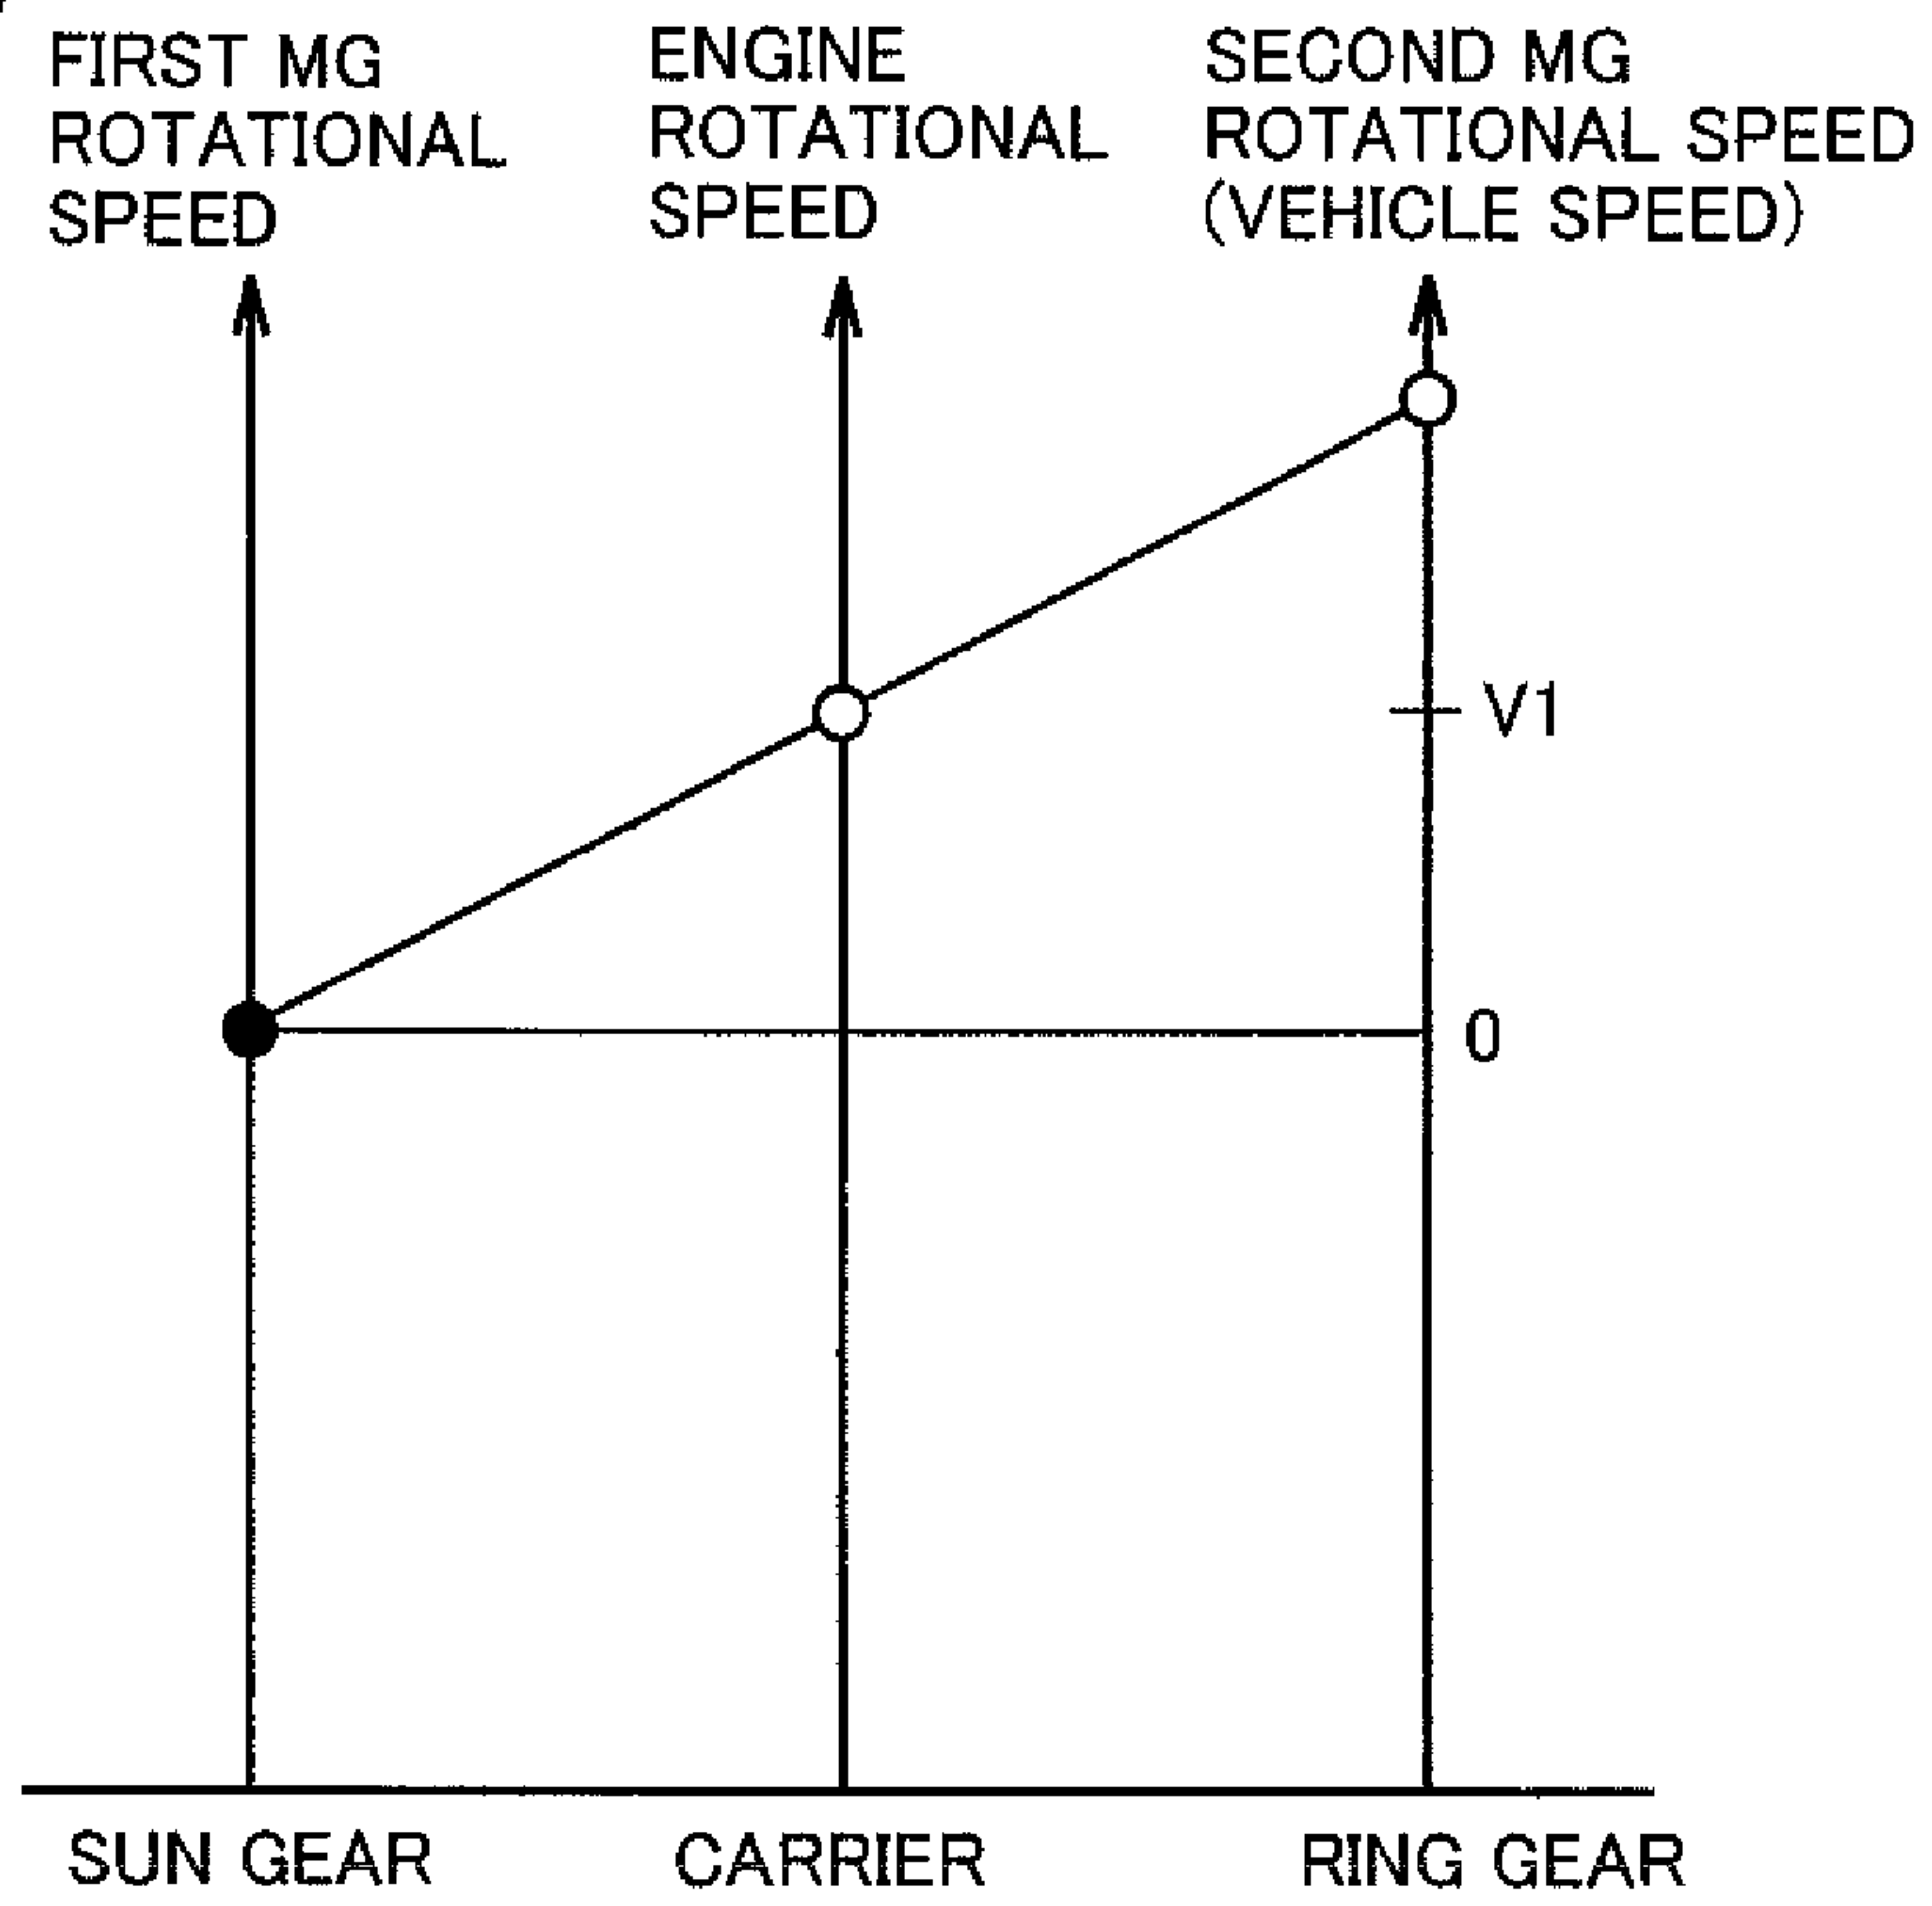 FIRST MG
ROTATIONAL
SPEED
ENGINE
ROTATIONAL
SPEED
SECOND MG
ROTATIONAL SPEED
(VEHICLE SPEED)
V1
0
SUN GEAR
CARRIER
RING GEAR